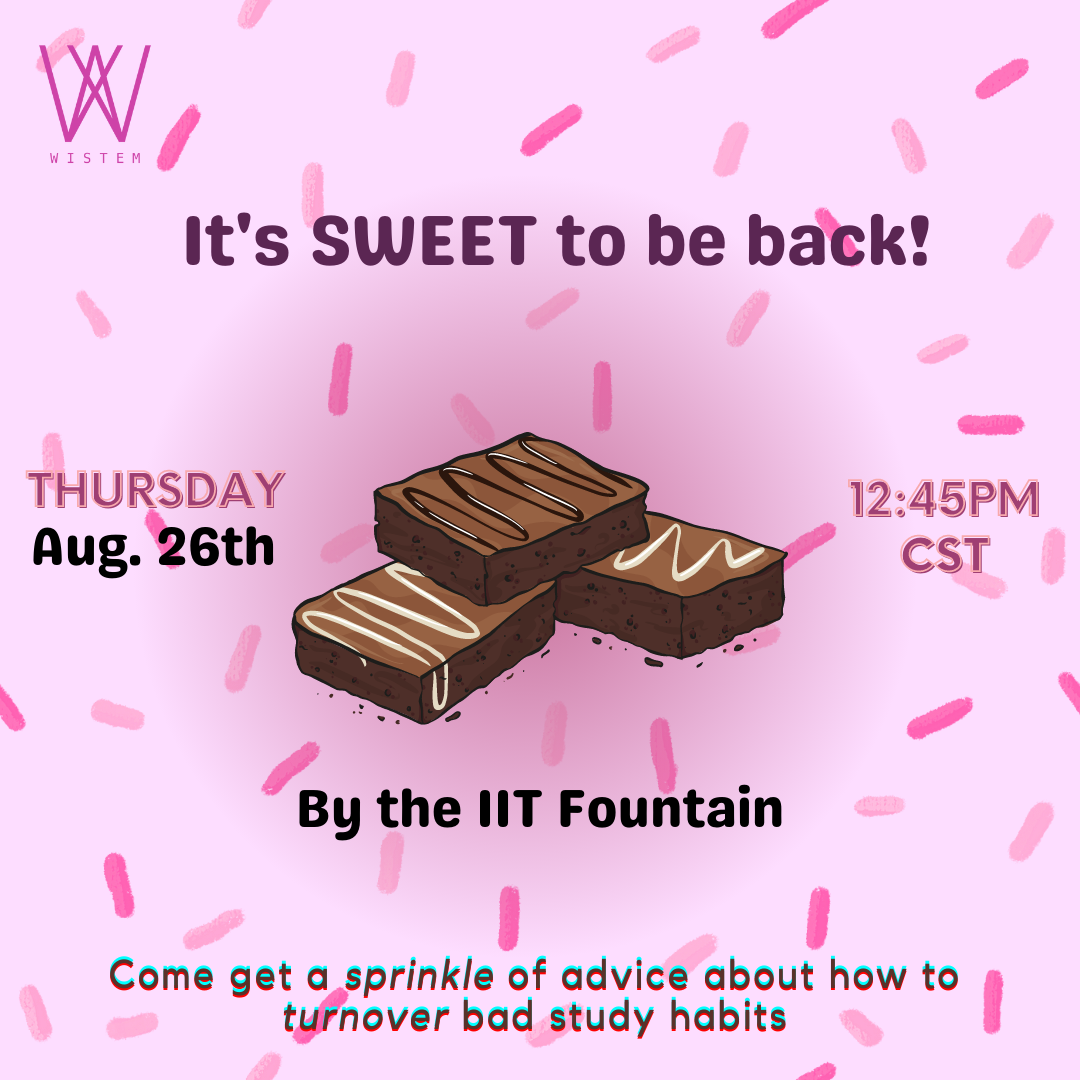 WISTEM
It's SWEET to be back!
THURSDAY
Aug. 26th
12:45PM
CST
By the IIT Fountain
Come get a sprinkle of advice about how to
turnover bad study habits